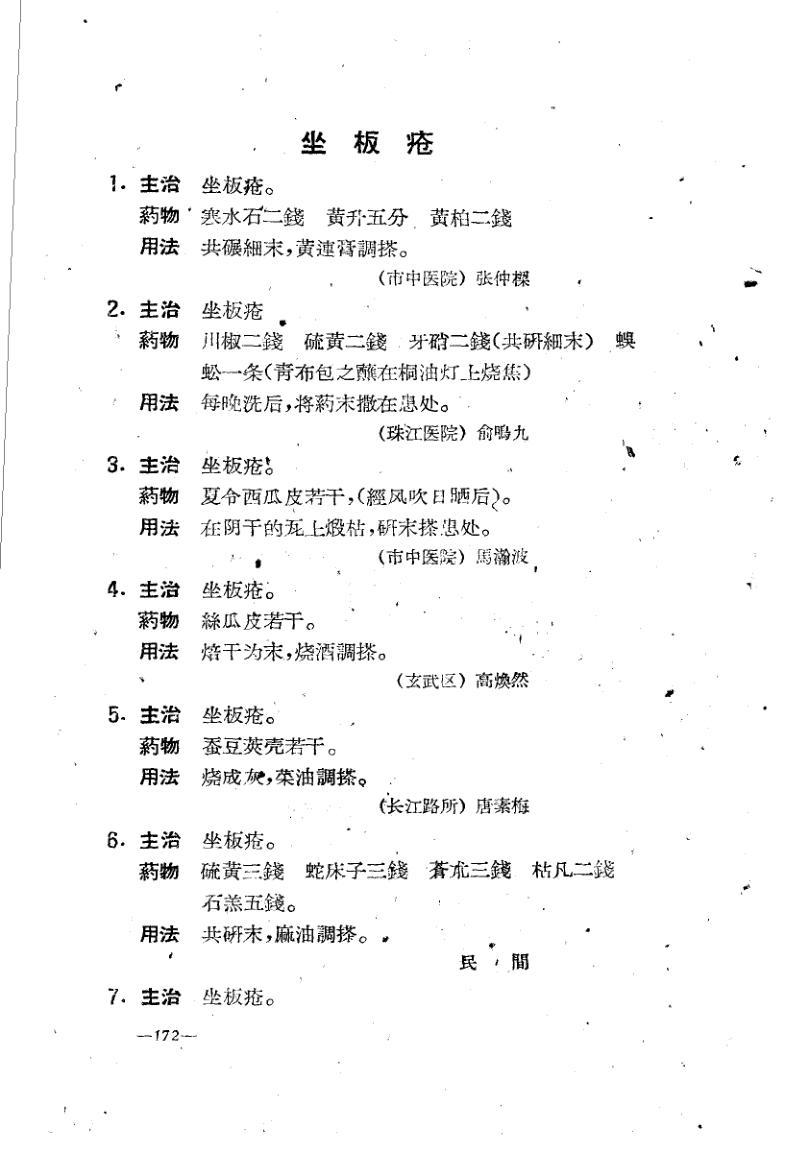 坐板疮
1. 主治 坐板疮。
葯物 寒水石二錢 黄升五分 黄柏二錢
用法 共碾細末,黄連膏調搽。
(市中医院) 张仲樑
2. 主治 坐板疮
葯物 川椒二錢 硫黄二錢 牙硝二錢(共研細末) 蜈
蚣一条(青布包之蘸在桐油灯上烧焦)
用法 每晚洗后,将葯末撒在患处。
(珠江医院) 俞鳴九
3. 主治 坐板疮。
葯物 夏令西瓜皮若干,(經风吹日晒后)。
用法 在阴干的瓦上煅枯,研末搽患处。
(市中医院) 馬瀚波
4. 主治 坐板疮。
葯物 絲瓜皮若干。
用法 焙干为末,烧酒調搽。
(玄武区) 高煥然
5. 主治 坐板疮。
葯物 蚕豆荚壳若干。
用法 烧成灰,菜油調搽。
(长江路所) 唐素梅
6. 主治 坐板疮。
葯物 硫黄三錢 蛇床子三錢 蒼朮三錢 枯凡二錢
石羔五錢。
用法 共研末,麻油調搽。
民 間
7. 主治 坐板疮。
—172—